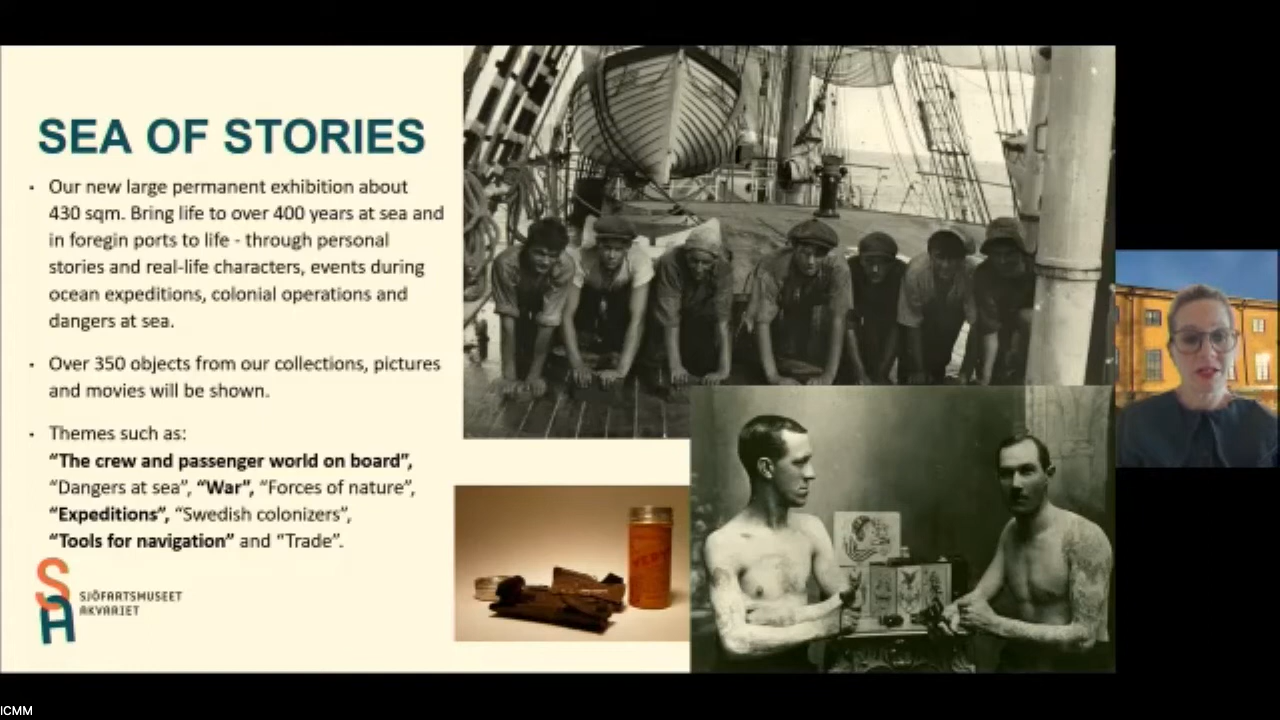 SEA OF STORIES
• Our new large permanent exhibition about
430 sqm. Bring life to over 400 years at sea and
in foregin ports to life - through personal
stories and real-life characters, events during
ocean expeditions, colonial operations and
dangers at sea.
• Over 350 objects from our collections, pictures
and movies will be shown.
• Themes such as:
“The crew and passenger world on board”,
“Dangers at sea”, “War”, “Forces of nature”,
“Expeditions”, “Swedish colonizers”,
“Tools for navigation” and “Trade”.
SA
SJÖFARTSMUSEET
AKVARIET
ICMM